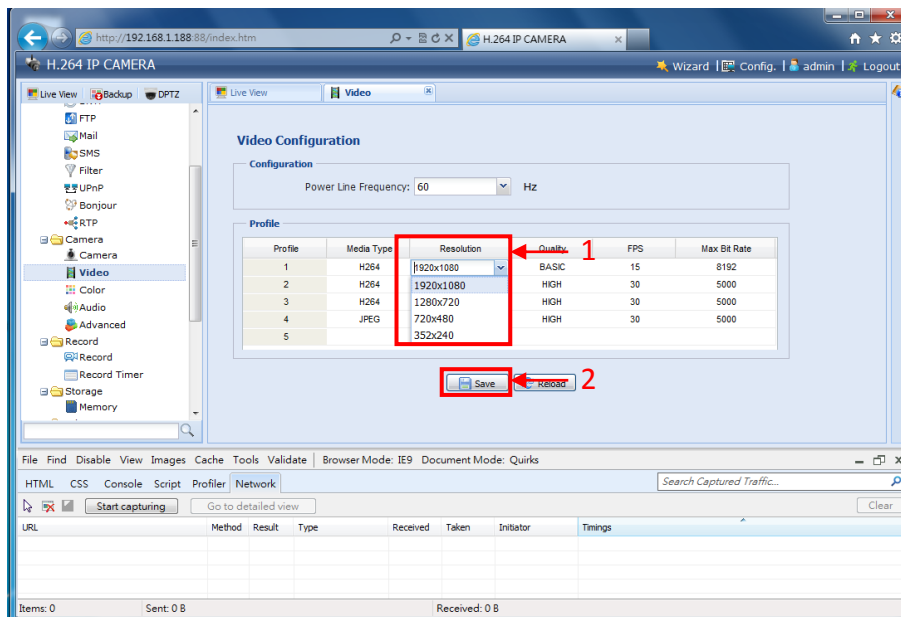 http://192.168.1.188:88/index.htm H.264 IP CAMERA
H.264 IP CAMERA Wizard | Config. | admin | Logout
Live View Backup DPTZ Live View Video
FTP
Mail
SMS
Filter
UPnP
Bonjour
RTP
Camera
Camera
Video
Color
Audio
Advanced
Record
Record
Record Timer
Storage
Memory
Video Configuration
Configuration
Power Line Frequency: 60 Hz
Profile
Profile Media Type Resolution Quality FPS Max Bit Rate
1
1 H264 1920x1080 BASIC 15 8192
2 H264 1920x1080 HIGH 30 5000
3 H264 1280x720 HIGH 30 5000
4 JPEG 720x480 HIGH 30 5000
5 352x240
Save Reload 2
File Find Disable View Images Cache Tools Validate | Browser Mode: IE9 Document Mode: Quirks
HTML CSS Console Script Profiler Network Search Captured Traffic...
Start capturing Go to detailed view Clear
URL Method Result Type Received Taken Initiator Timings
Items: 0 Sent: 0 B Received: 0 B